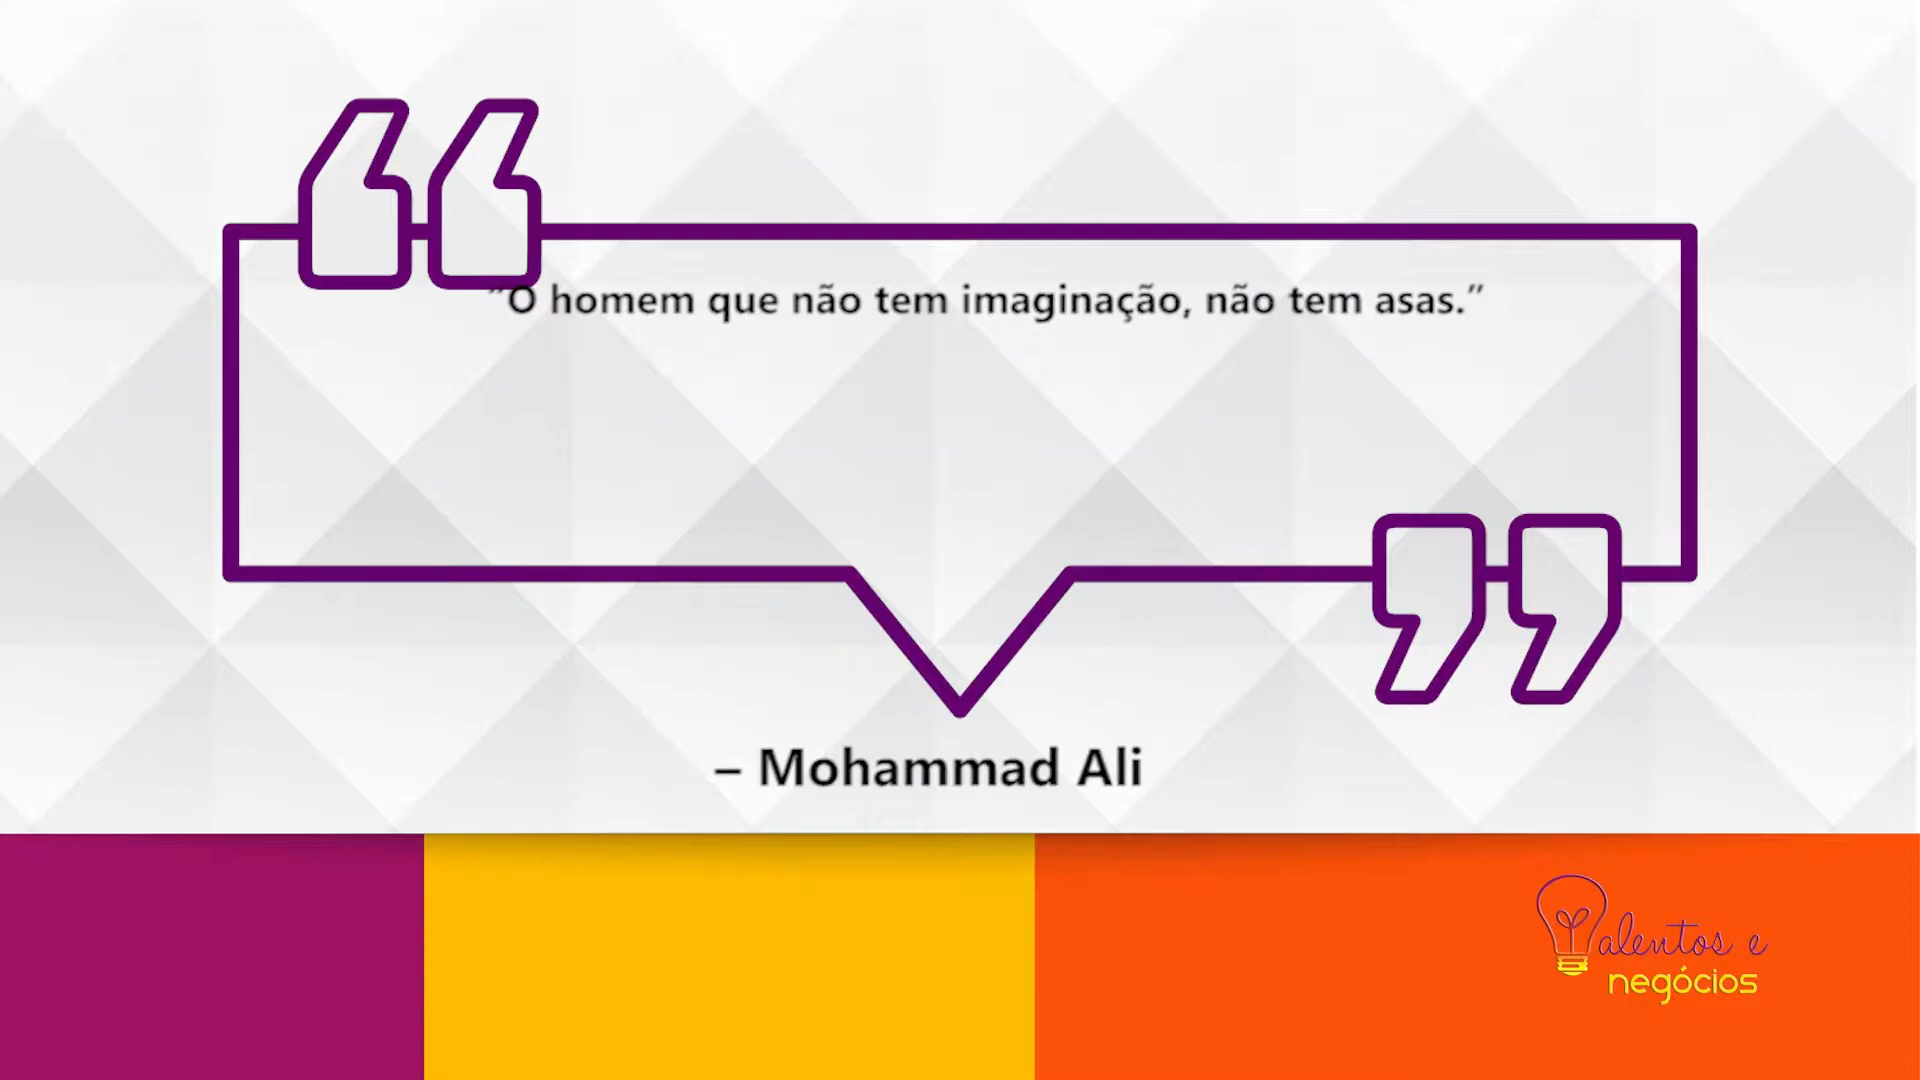 “O homem que não tem imaginação, não tem asas.”
– Mohammad Ali
Talentos e
negócios